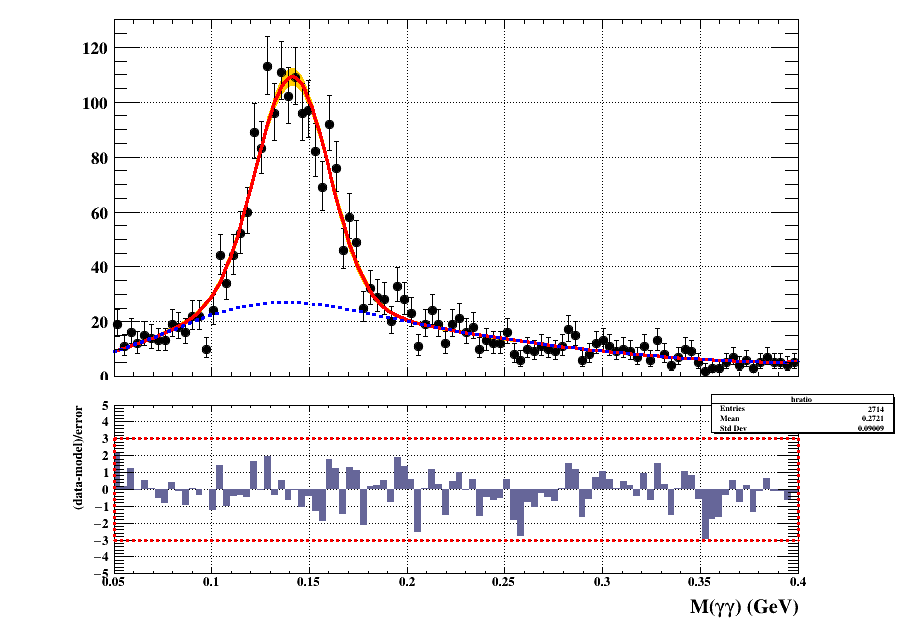 120
100
80
60
40
20
0
(data-model)/error
5
4
3
2
1
0
−1
−2
−3
−4
−5
hratio
Entries 2714
Mean 0.2721
Std Dev 0.09009
0.05 0.1 0.15 0.2 0.25 0.3 0.35 0.4
M(γγ) (GeV)